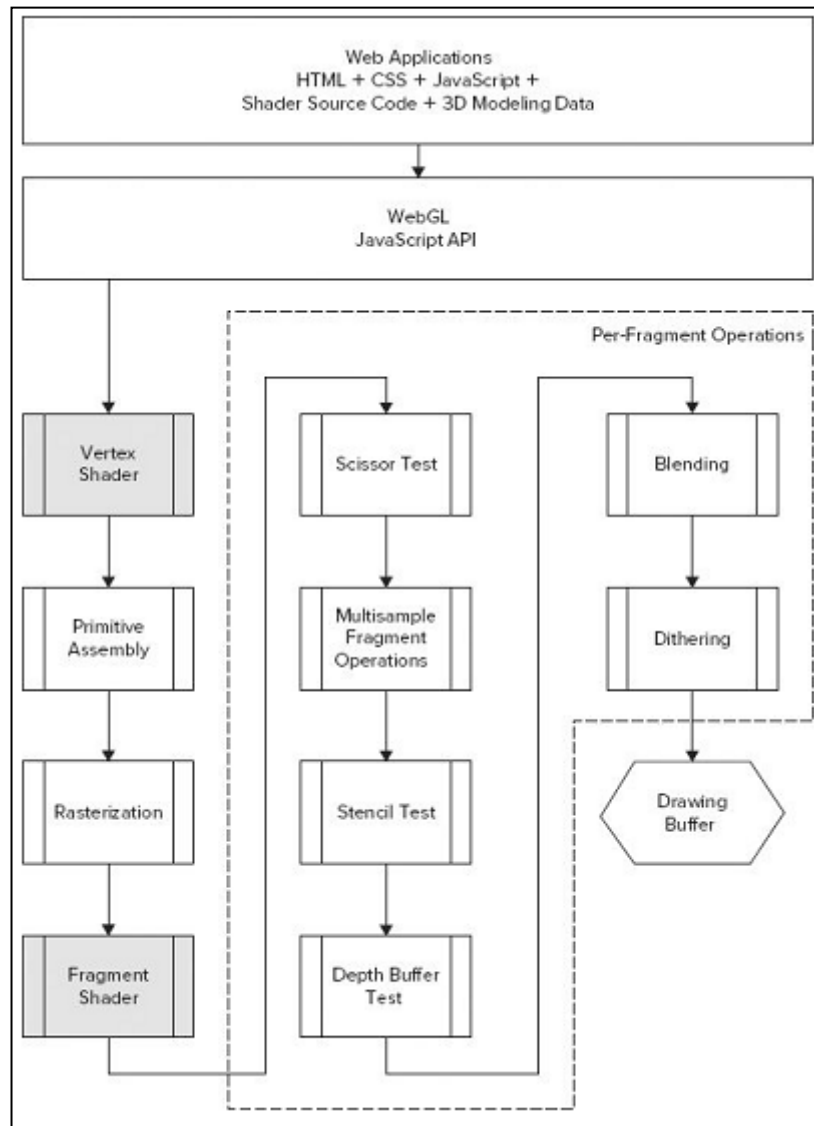 Web Applications
HTML + CSS + JavaScript +
Shader Source Code + 3D Modeling Data
WebGL
JavaScript API
Per-Fragment Operations
Vertex
Shader
Primitive
Assembly
Rasterization
Fragment
Shader
Scissor Test
Multisample
Fragment
Operations
Stencil Test
Depth Buffer
Test
Blending
Dithering
Drawing
Buffer